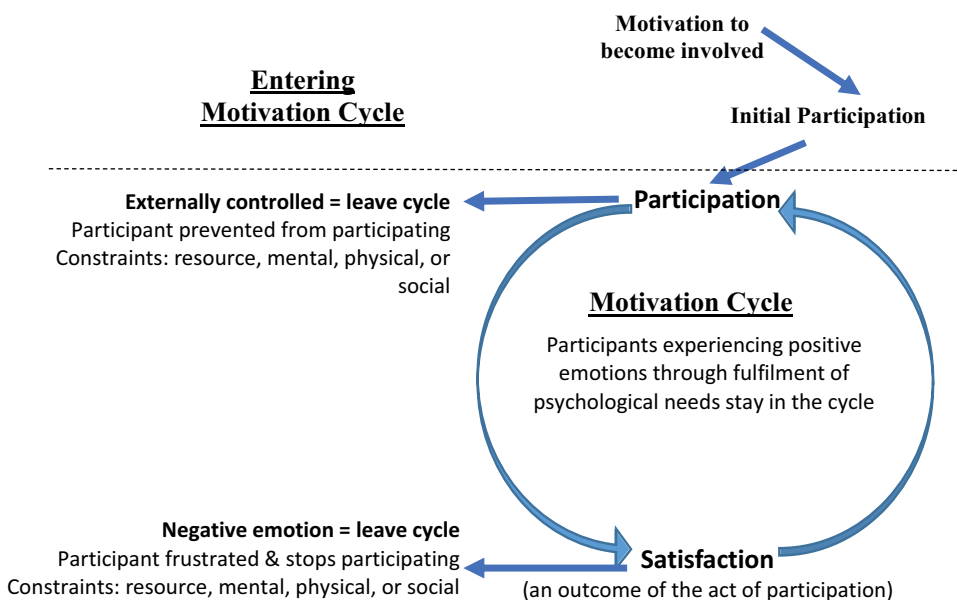 Motivation to
become involved
Entering
Motivation Cycle
Initial Participation
Externally controlled = leave cycle
Participant prevented from participating
Constraints: resource, mental, physical, or
social
Participation
Motivation Cycle
Participants experiencing positive
emotions through fulfilment of
psychological needs stay in the cycle
Negative emotion = leave cycle
Participant frustrated & stops participating
Constraints: resource, mental, physical, or social
Satisfaction
(an outcome of the act of participation)